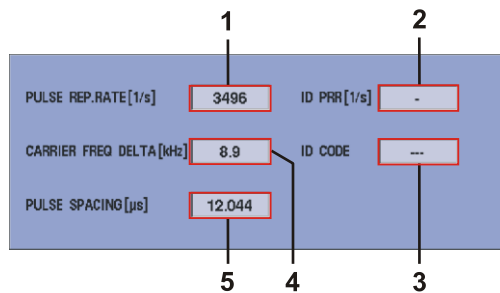 1 2
PULSE REP.RATE[1/s] 3496 ID PRR[1/s] -
CARRIER FREQ DELTA[kHz] 8.9 ID CODE ---
PULSE SPACING[µs] 12.044
5 4 3